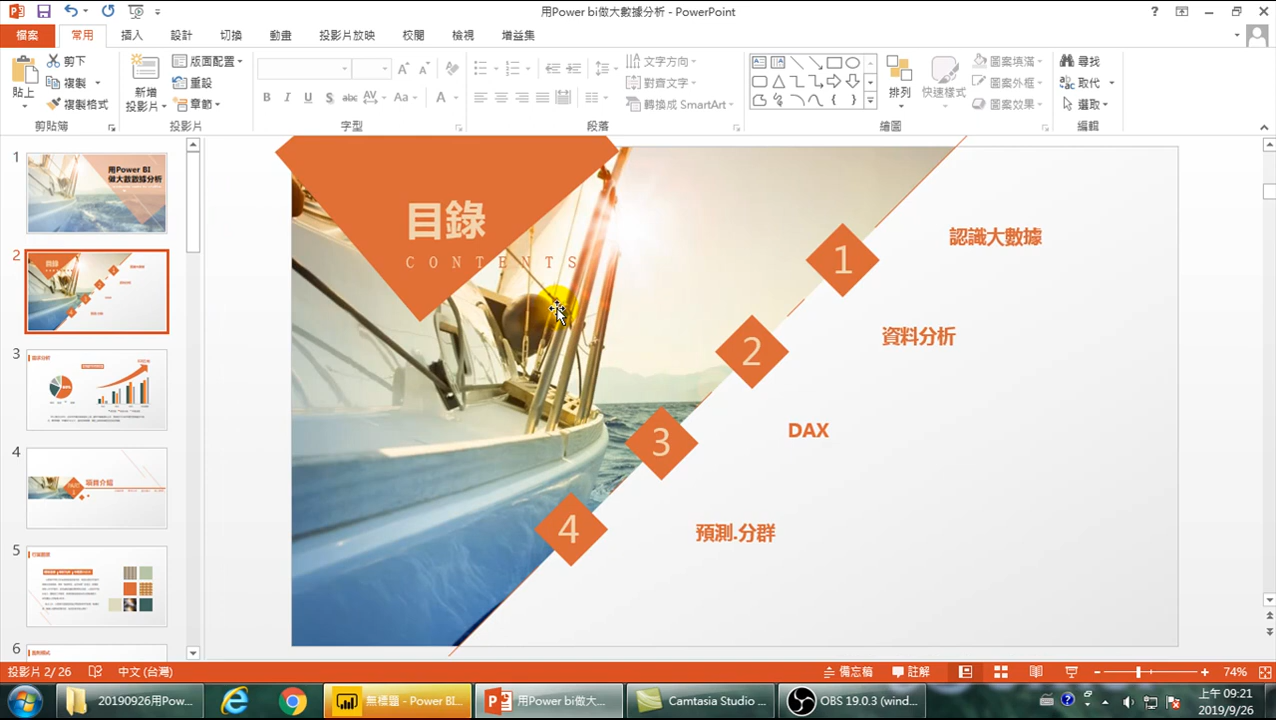 用Power bi做大數據分析 - PowerPoint
檔案 常用 插入 設計 切換 動畫 投影片放映 校閱 檢視 增益集
貼上
剪下
複製
複製格式
剪貼簿
新增
投影片
版面配置
重設
章節
投影片
B I U S abc AV Aa A
字型
文字方向
對齊文字
轉換成 SmartArt
段落
排列
快速樣式
圖案填滿
圖案外框
圖案效果
繪圖
尋找
取代
選取
編輯
1
用Power BI
做大數數據分析
2
3
4
5
6
目錄
CONTENTS
1
認識大數據
2
資料分析
3
DAX
4
預測.分群
投影片 2/26 中文 (台灣) 備忘稿 註解 74%
20190926用Pow...
無標題 - Power BI...
用Power bi做大...
Camtasia Studio ...
OBS 19.0.3 (wind...
上午 09:21
2019/9/26